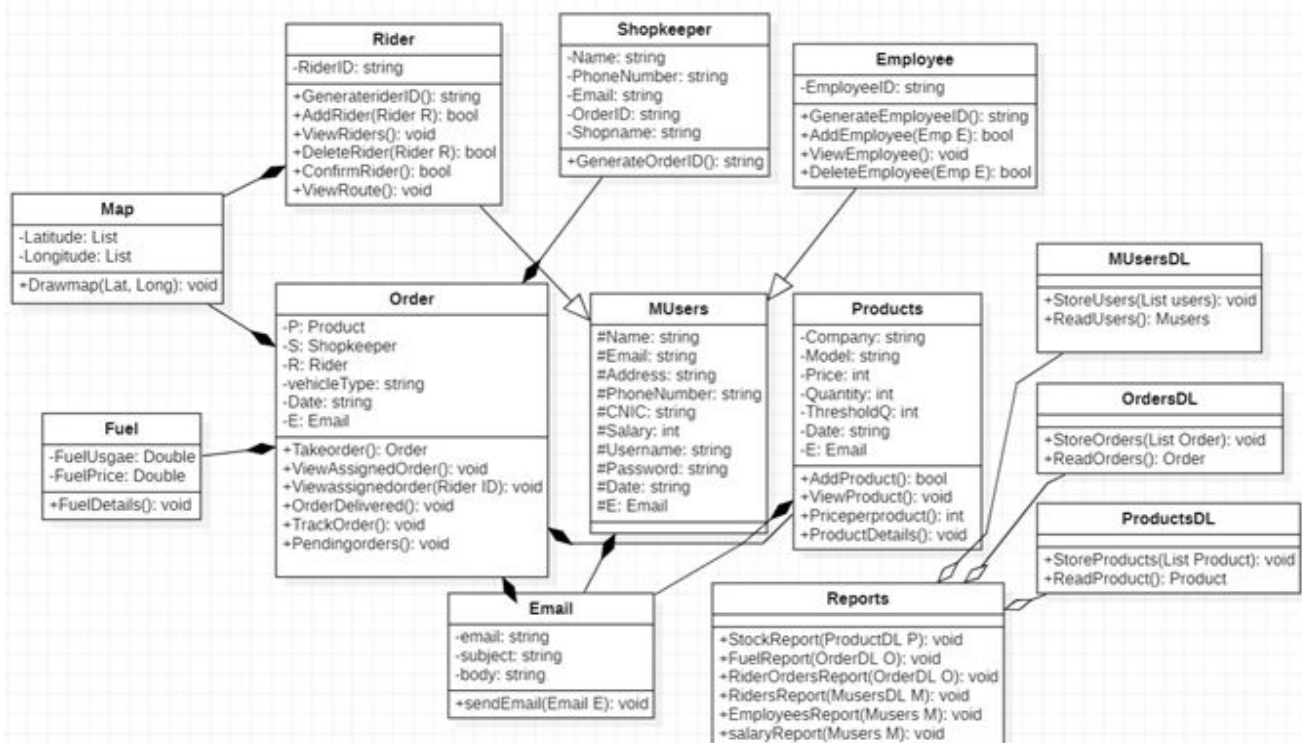 Rider
-RiderID: string
+GenerateriderID(): string
+AddRider(Rider R): bool
+ViewRiders(): void
+DeleteRider(Rider R): bool
+ConfirmRider(): bool
+ViewRoute(): void
Shopkeeper
-Name: string
-PhoneNumber: string
-Email: string
-OrderID: string
-Shopname: string
+GenerateOrderID(): string
Employee
-EmployeeID: string
+GenerateEmployeeID(): string
+AddEmployee(Emp E): bool
+ViewEmployee(): void
+DeleteEmployee(Emp E): bool
Map
-Latitude: List
-Longitude: List
+Drawmap(Lat, Long): void
Order
-P: Product
-S: Shopkeeper
-R: Rider
-vehicleType: string
-Date: string
-E: Email
+Takeorder(): Order
+ViewAssignedOrder(): void
+Viewassignedorder(Rider ID): void
+OrderDelivered(): void
+TrackOrder(): void
+Pendingorders(): void
MUsers
#Name: string
#Email: string
#Address: string
#PhoneNumber: string
#CNIC: string
#Salary: int
#Username: string
#Password: string
#Date: string
#E: Email
Products
-Company: string
-Model: string
-Price: int
-Quantity: int
-ThresholdQ: int
-Date: string
-E: Email
+AddProduct(): bool
+ViewProduct(): void
+Priceperproduct(): int
+ProductDetails(): void
MUsersDL
+StoreUsers(List users): void
+ReadUsers(): Musers
OrdersDL
+StoreOrders(List Order): void
+ReadOrders(): Order
ProductsDL
+StoreProducts(List Product): void
+ReadProduct(): Product
Fuel
-FuelUsgae: Double
-FuelPrice: Double
+FuelDetails(): void
Email
-email: string
-subject: string
-body: string
+sendEmail(Email E): void
Reports
+StockReport(ProductDL P): void
+FuelReport(OrderDL O): void
+RiderOrdersReport(OrderDL O): void
+RidersReport(MusersDL M): void
+EmployeesReport(Musers M): void
+salaryReport(Musers M): void